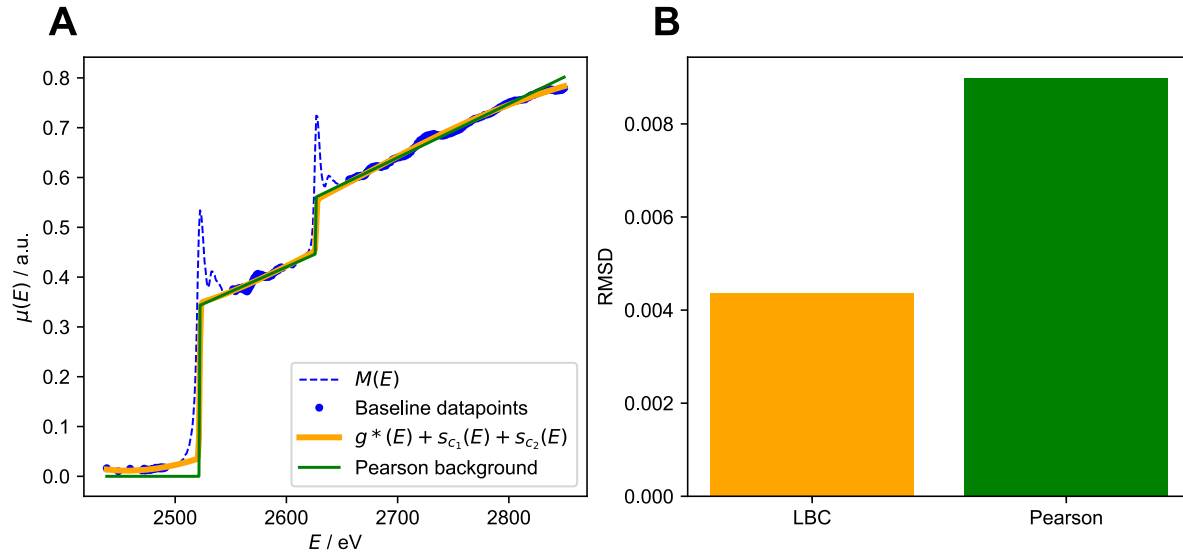 A
μ(E) / a.u.
0.8
0.7
0.6
0.5
0.4
0.3
0.2
0.1
0.0
2500
2600
2700
2800
E / eV
M(E)
Baseline datapoints
g * (E) + s_{c_1}(E) + s_{c_2}(E)
Pearson background
B
RMSD
0.008
0.006
0.004
0.002
0.000
LBC
Pearson